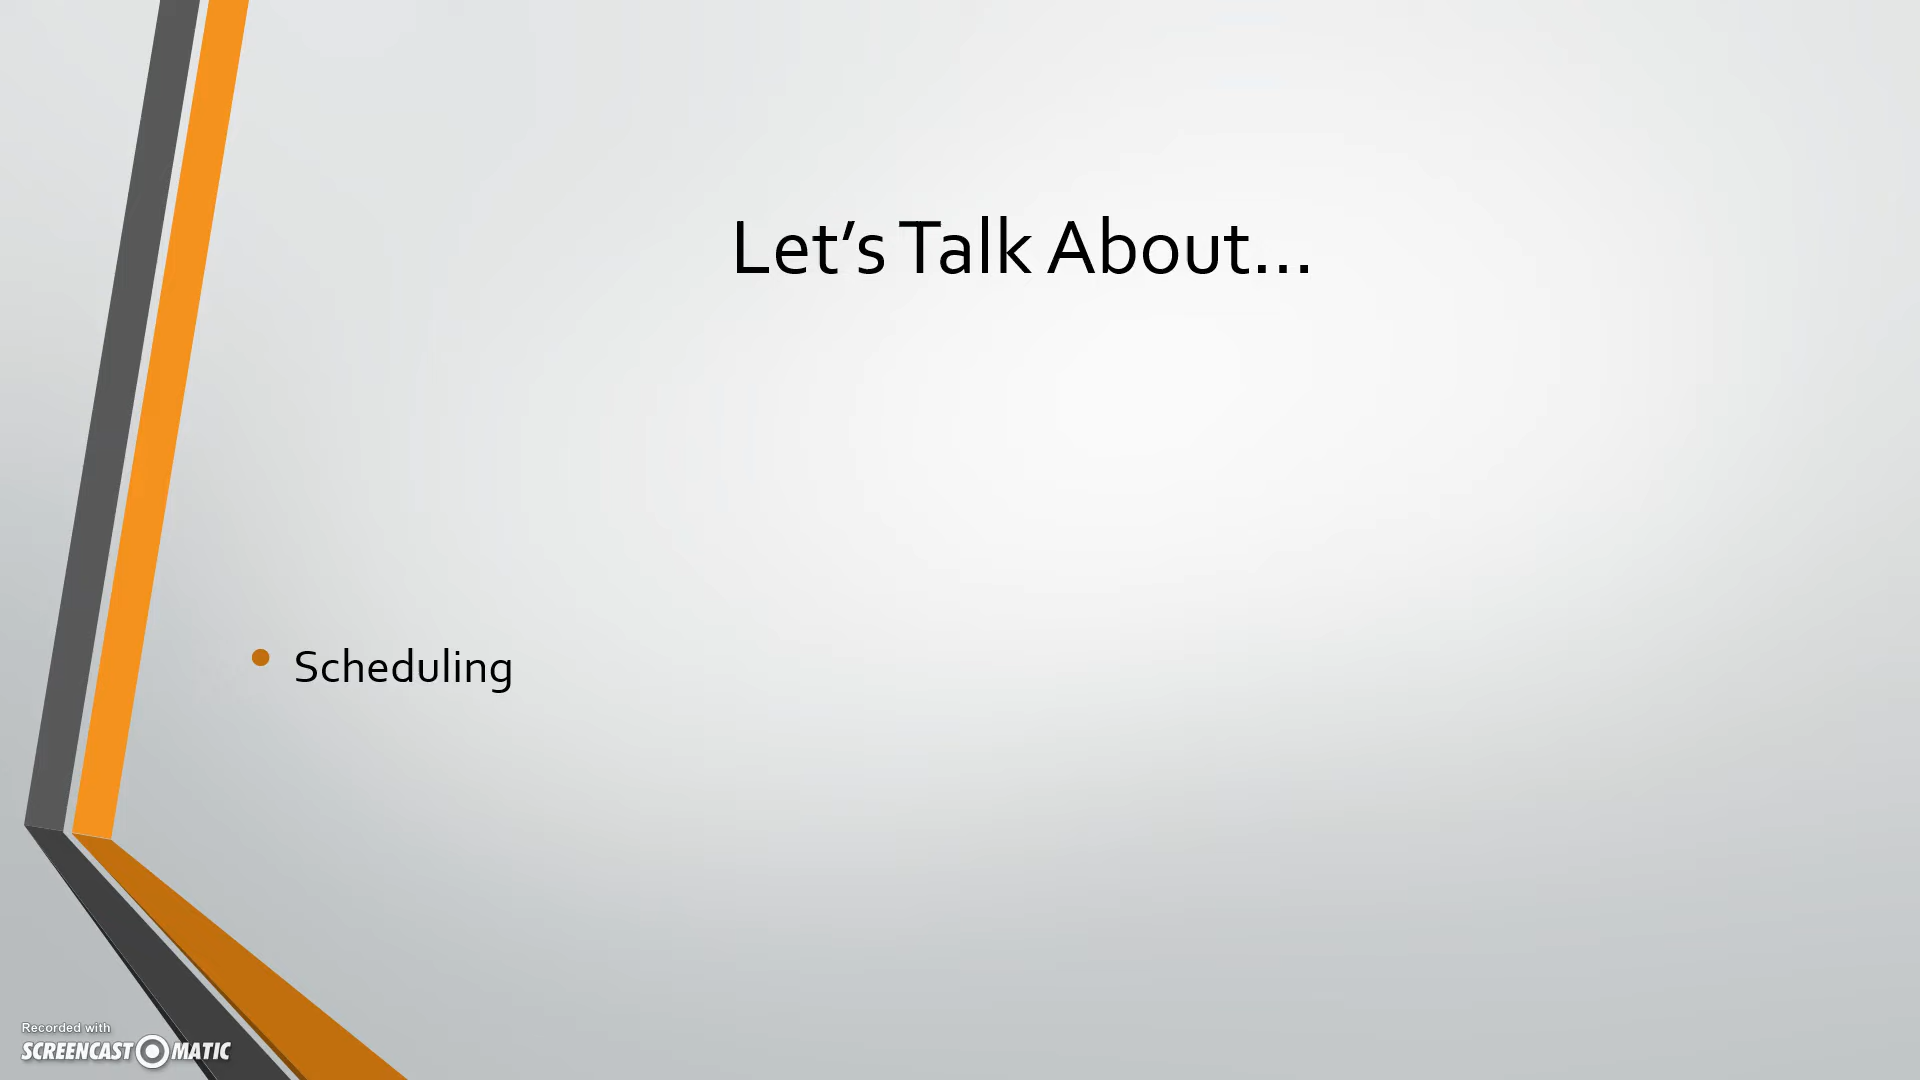 Let’s Talk About…
• Scheduling
Recorded with
SCREENCAST MATIC